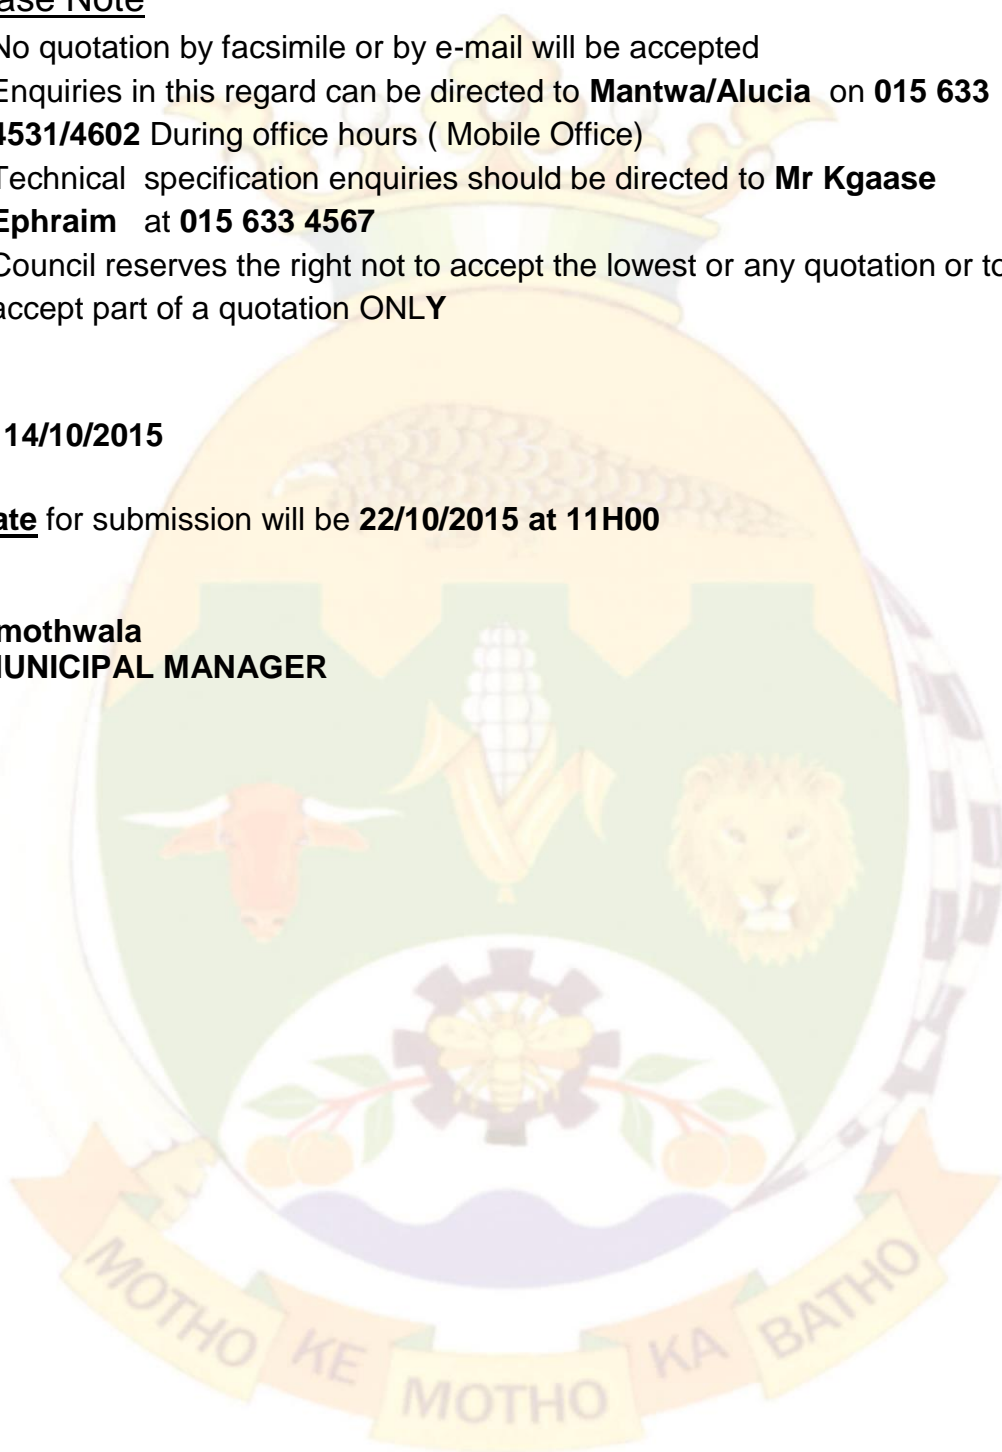 ase Note
No quotation by facsimile or by e-mail will be accepted
Enquiries in this regard can be directed to Mantwa/Alucia on 015 633
4531/4602 During office hours ( Mobile Office)
Technical specification enquiries should be directed to Mr Kgaase
Ephraim at 015 633 4567
Council reserves the right not to accept the lowest or any quotation or to
accept part of a quotation ONLY
14/10/2015
ate for submission will be 22/10/2015 at 11H00
mothwala
MUNICIPAL MANAGER
MOTHO KE MOTHO KA BATHO